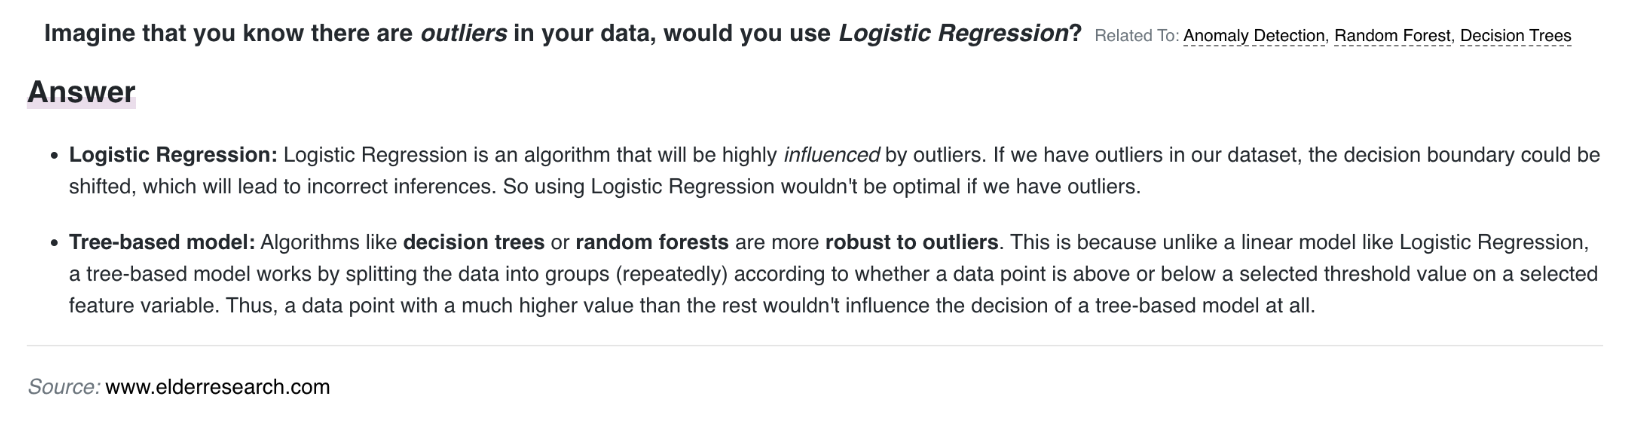 Imagine that you know there are outliers in your data, would you use Logistic Regression? Related To: Anomaly Detection, Random Forest, Decision Trees
Answer
• Logistic Regression: Logistic Regression is an algorithm that will be highly influenced by outliers. If we have outliers in our dataset, the decision boundary could be
shifted, which will lead to incorrect inferences. So using Logistic Regression wouldn't be optimal if we have outliers.
• Tree-based model: Algorithms like decision trees or random forests are more robust to outliers. This is because unlike a linear model like Logistic Regression,
a tree-based model works by splitting the data into groups (repeatedly) according to whether a data point is above or below a selected threshold value on a selected
feature variable. Thus, a data point with a much higher value than the rest wouldn't influence the decision of a tree-based model at all.
Source: www.elderresearch.com